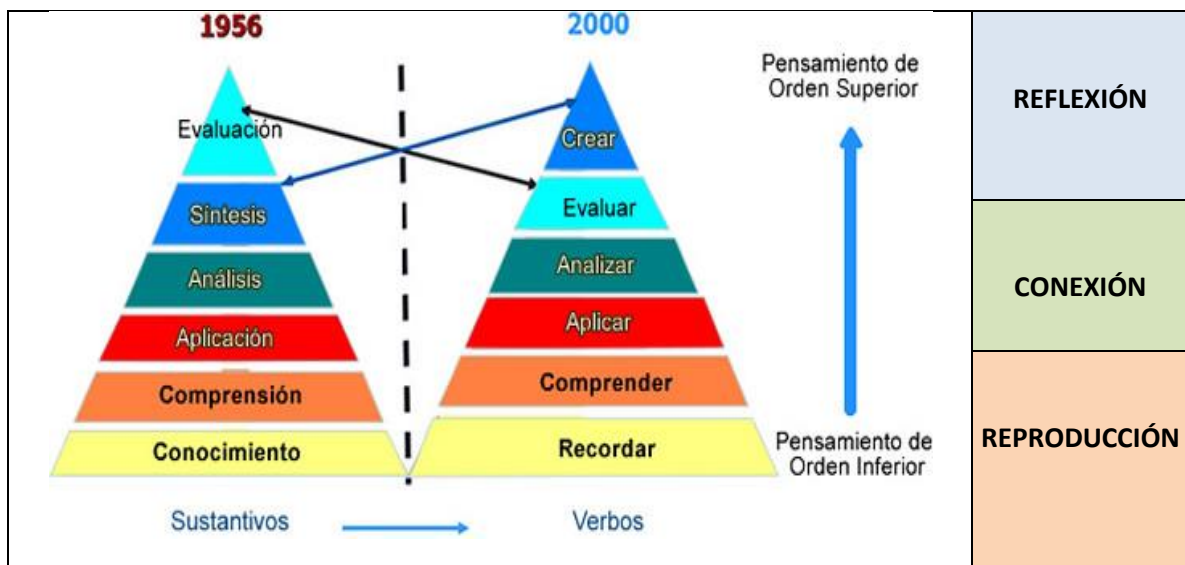 1956
Evaluación
Síntesis
Análisis
Aplicación
Comprensión
Conocimiento
Sustantivos
2000
Crear
Evaluar
Analizar
Aplicar
Comprender
Recordar
Verbos
Pensamiento de
Orden Superior
Pensamiento de
Orden Inferior
REFLEXIÓN
CONEXIÓN
REPRODUCCIÓN